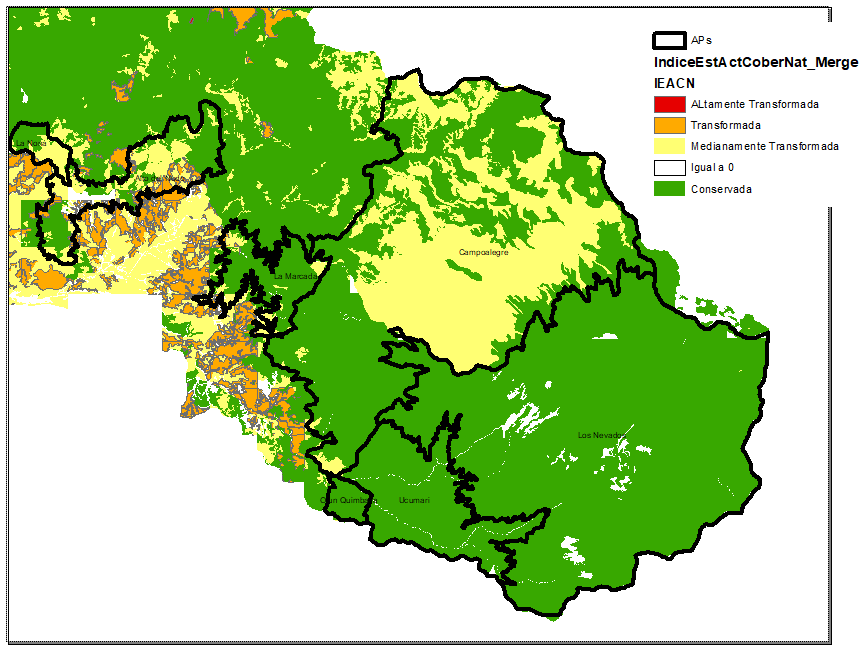 APs
IndiceEstActCoberNat_Merge
IEACN
ALtamente Transformada
Transformada
Medianamente Transformada
Igual a 0
Conservada
La Nona
Campoalegre
La Marcada
Los Nevados
Ucumari